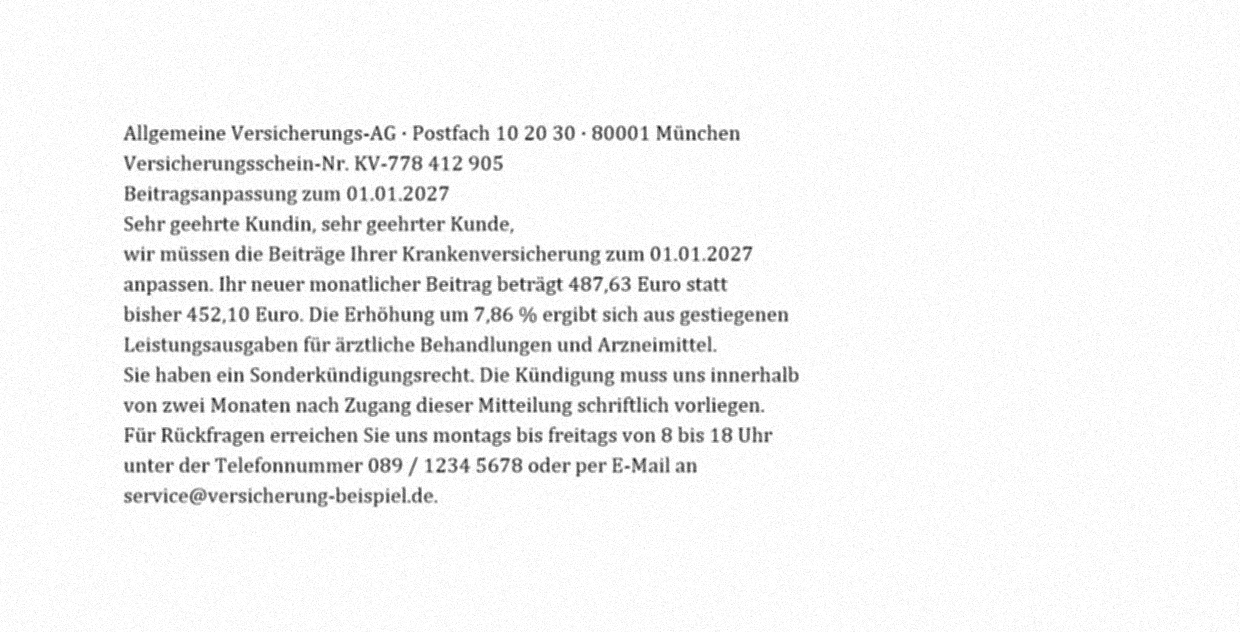 Allgemeine Versicherungs-AG · Postfach 10 20 30 · 80001 München
Versicherungsschein-Nr. KV-778 412 905
Beitragsanpassung zum 01.01.2027
Sehr geehrte Kundin, sehr geehrter Kunde,
wir müssen die Beiträge Ihrer Krankenversicherung zum 01.01.2027
anpassen. Ihr neuer monatlicher Beitrag beträgt 487,63 Euro statt
bisher 452,10 Euro. Die Erhöhung um 7,86 % ergibt sich aus gestiegenen
Leistungsausgaben für ärztliche Behandlungen und Arzneimittel.
Sie haben ein Sonderkündigungsrecht. Die Kündigung muss uns innerhalb
von zwei Monaten nach Zugang dieser Mitteilung schriftlich vorliegen.
Für Rückfragen erreichen Sie uns montags bis freitags von 8 bis 18 Uhr
unter der Telefonnummer 089 / 1234 5678 oder per E-Mail an
service@versicherung-beispiel.de.